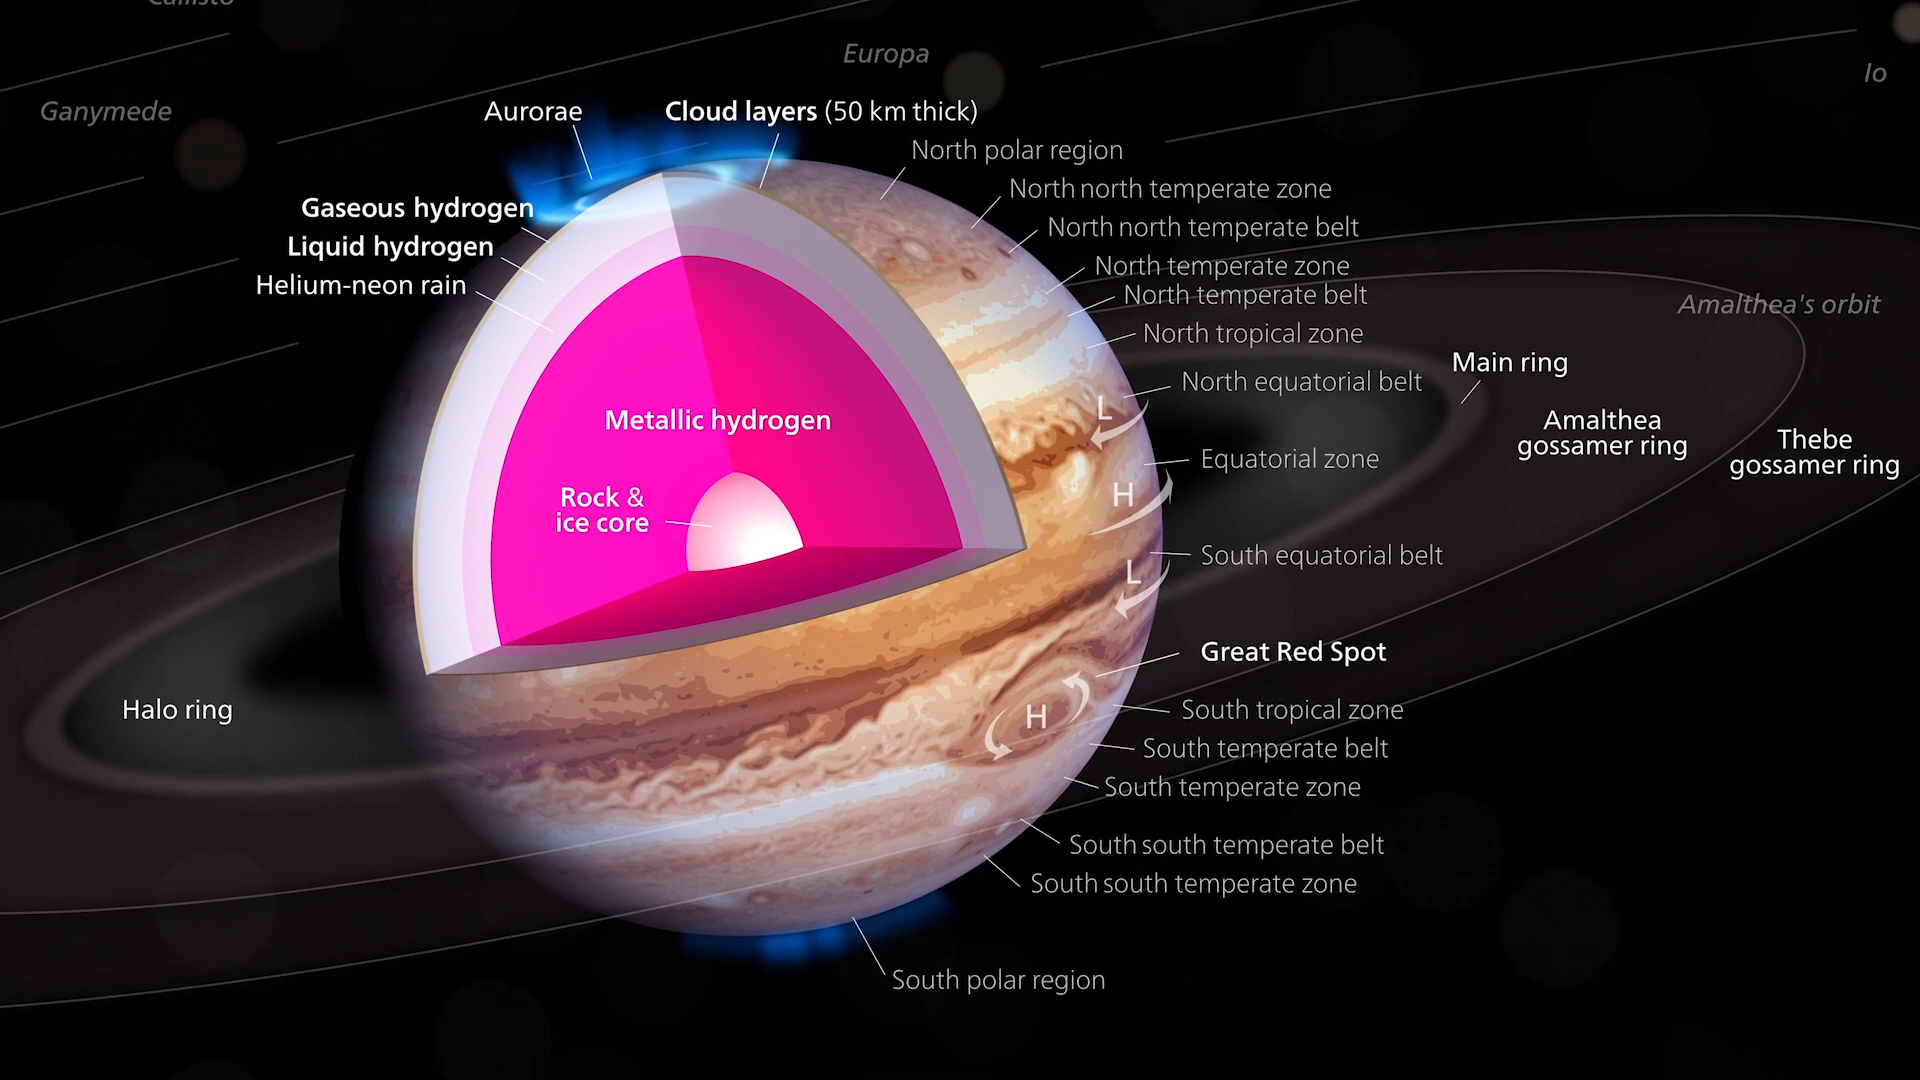 Callisto
Europa
Io
Ganymede
Aurorae
Cloud layers (50 km thick)
North polar region
North north temperate zone
Gaseous hydrogen
North north temperate belt
Liquid hydrogen
North temperate zone
Helium-neon rain
North temperate belt
Amalthea's orbit
North tropical zone
Main ring
North equatorial belt
L
Metallic hydrogen
Amalthea
gossamer ring
Thebe
gossamer ring
Equatorial zone
H
Rock &
ice core
South equatorial belt
L
Great Red Spot
Halo ring
H
South tropical zone
South temperate belt
South temperate zone
South south temperate belt
South south temperate zone
South polar region